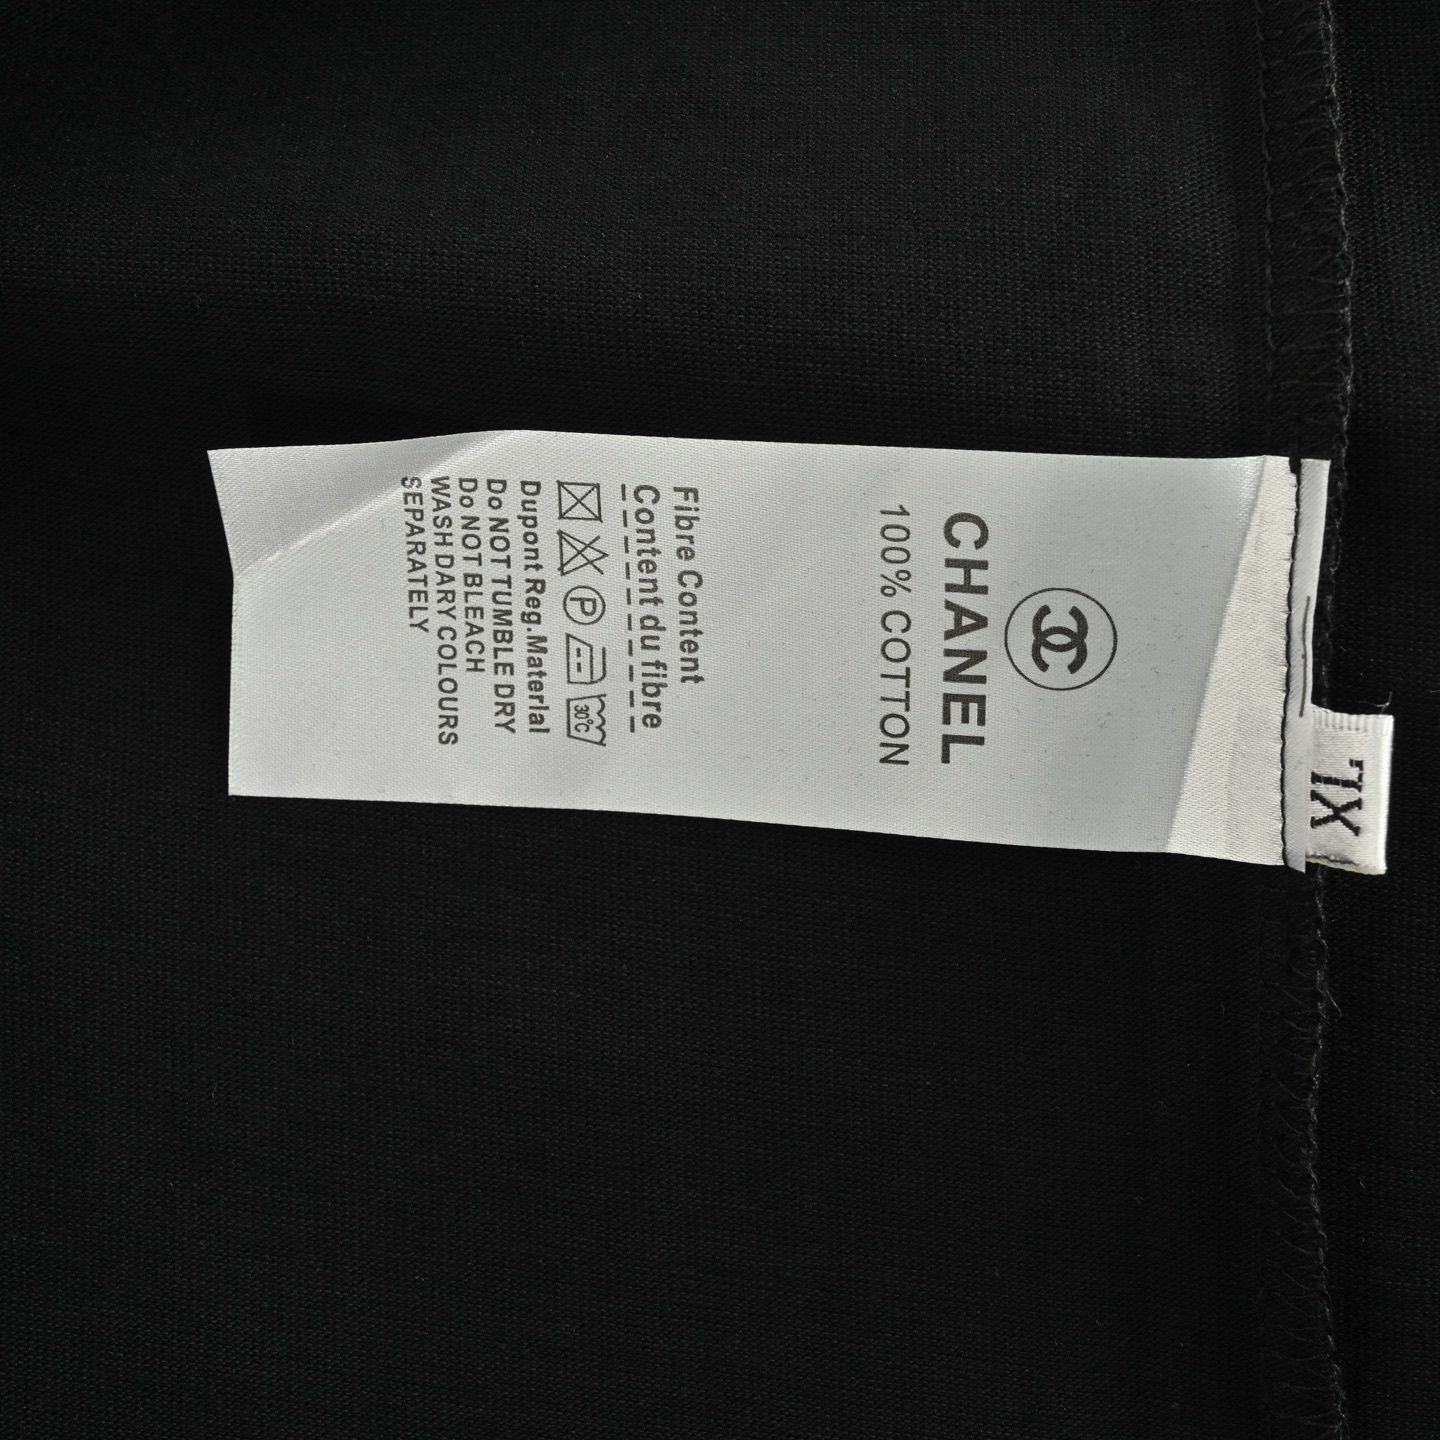 XL
CHANEL
100% COTTON
Fibre Content
Content du fibre
P
30°C
Dupont Reg.Material
Do NOT TUMBLE DRY
Do NOT BLEACH
WASH DARY COLOURS
SEPARATELY